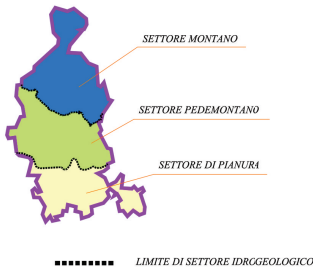 SETTORE MONTANO
SETTORE PEDEMONTANO
SETTORE DI PIANURA
LIMITE DI SETTORE IDROGEOLOGICO